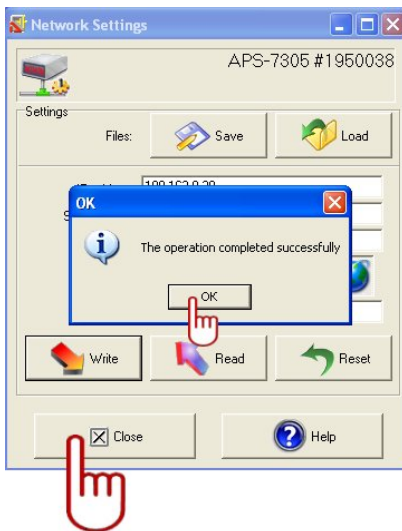 Network Settings
APS-7305 #1950038
Settings
Files:
Save
Load
OK
The operation completed successfully
OK
Write
Read
Reset
Close
Help